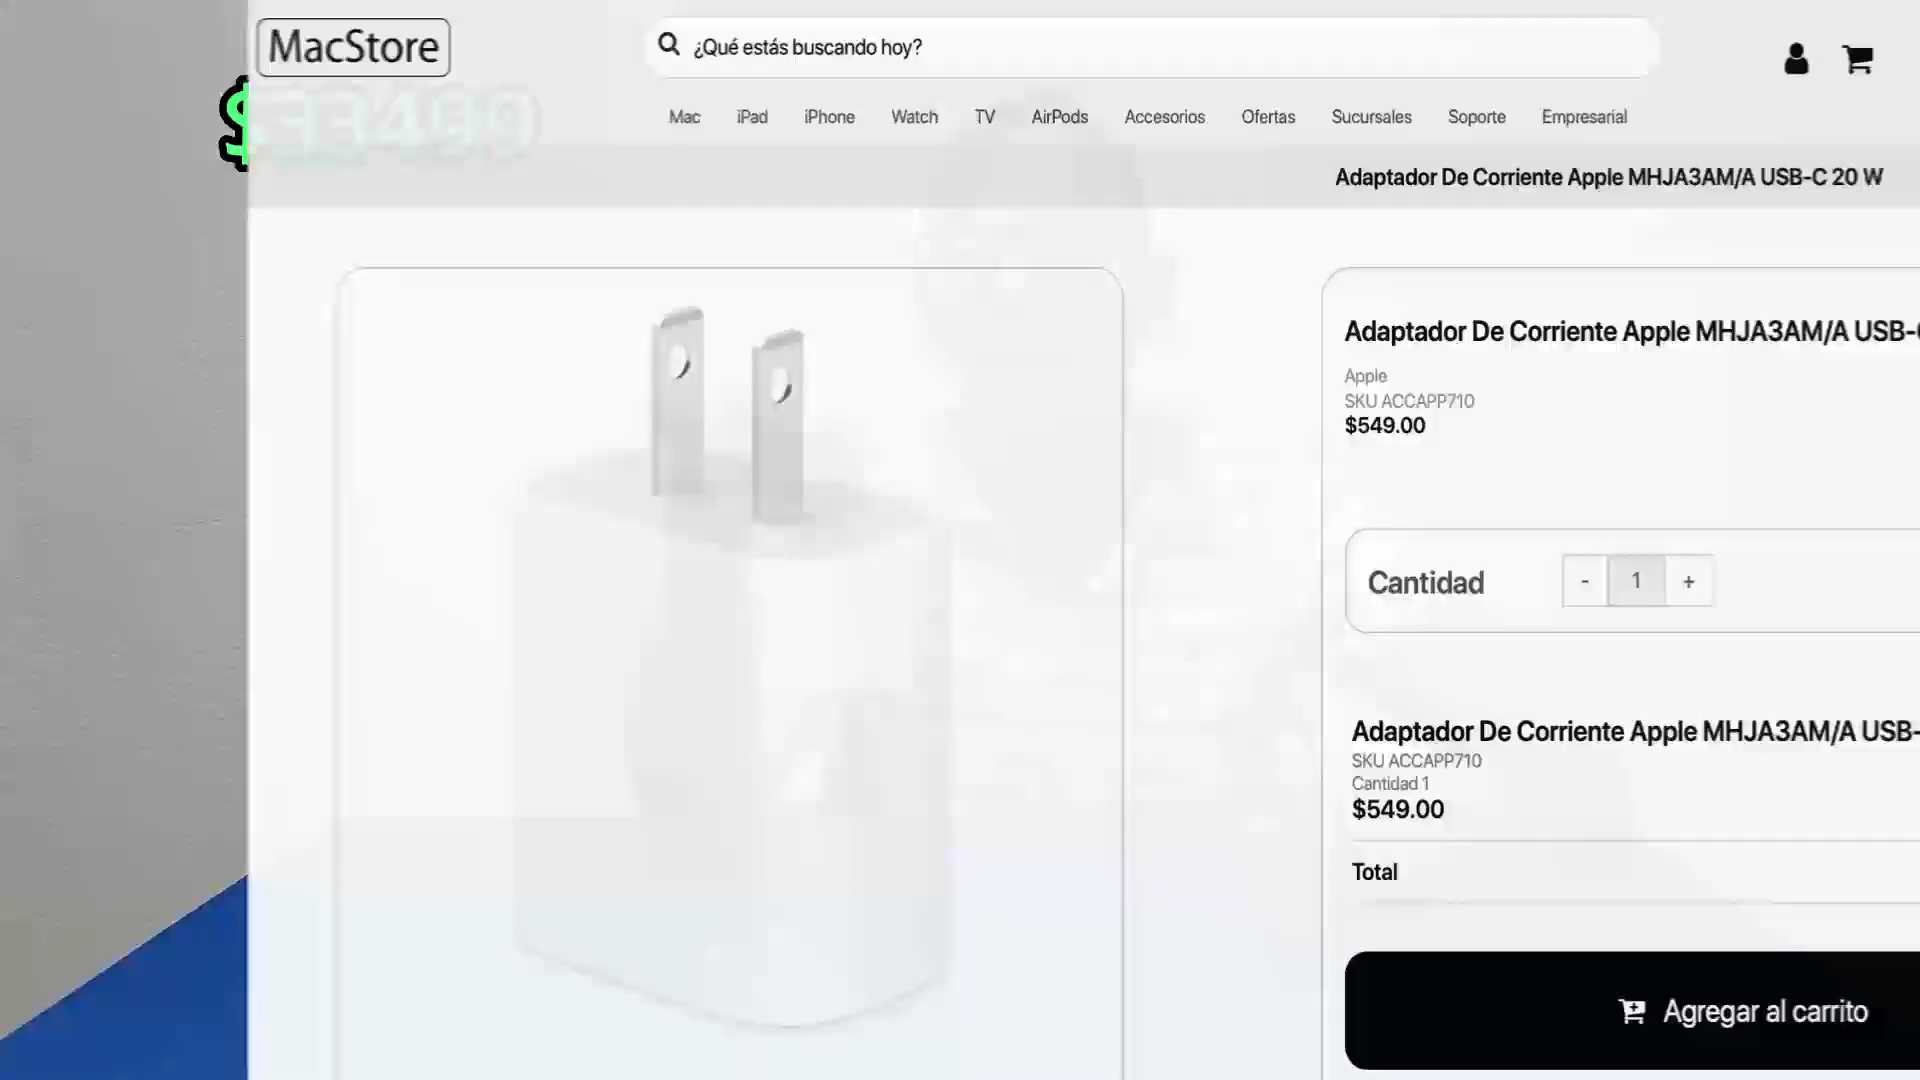 MacStore
¿Qué estás buscando hoy?
$33499
Mac iPad iPhone Watch TV AirPods Accesorios Ofertas Sucursales Soporte Empresarial
Adaptador De Corriente Apple MHJA3AM/A USB-C 20 W
Adaptador De Corriente Apple MHJA3AM/A USB-
Apple
SKU ACCAPP710
$549.00
Cantidad - 1 +
Adaptador De Corriente Apple MHJA3AM/A USB-
SKU ACCAPP710
Cantidad 1
$549.00
Total
Agregar al carrito